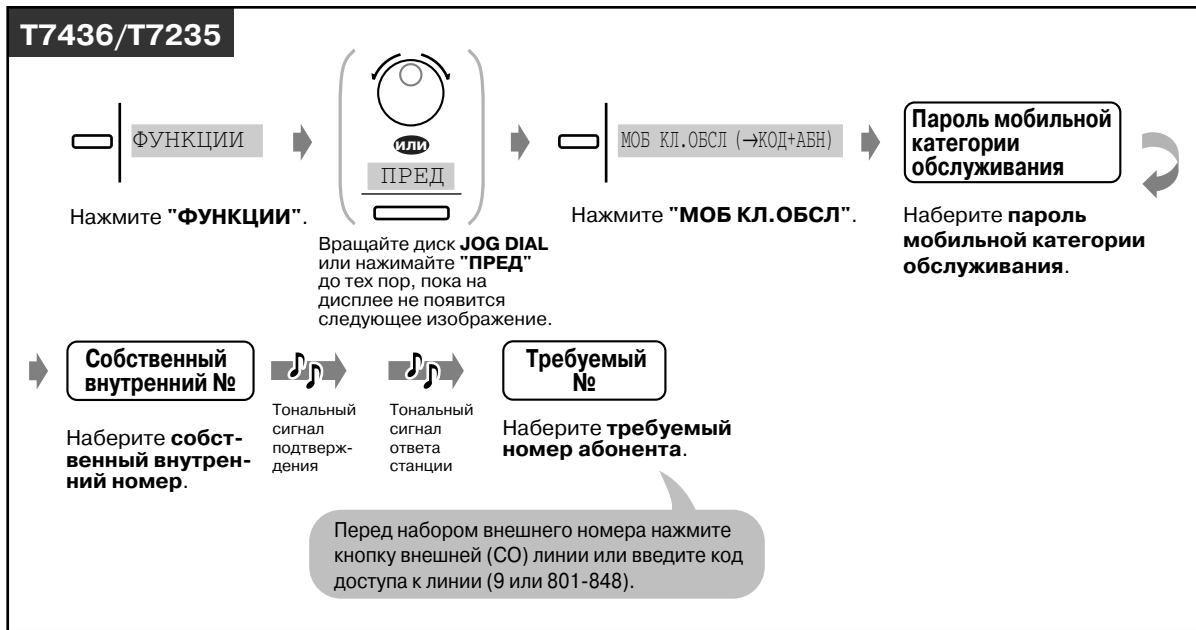 T7436/T7235
ФУНКЦИИ
или
ПРЕД
МОБ КЛ.ОБСЛ (→КОД+АБН)
Пароль мобильной
категории
обслуживания
Нажмите "ФУНКЦИИ".
Вращайте диск JOG DIAL
или нажимайте "ПРЕД"
до тех пор, пока на
дисплее не появится
следующее изображение.
Нажмите "МОБ КЛ.ОБСЛ".
Наберите пароль
мобильной категории
обслуживания.
Собственный
внутренний №
Наберите собст-
венный внутрен-
ний номер.
Тональный
сигнал
подтверж-
дения
Тональный
сигнал
ответа
станции
Требуемый
№
Наберите требуемый
номер абонента.
Перед набором внешнего номера нажмите
кнопку внешней (СО) линии или введите код
доступа к линии (9 или 801-848).